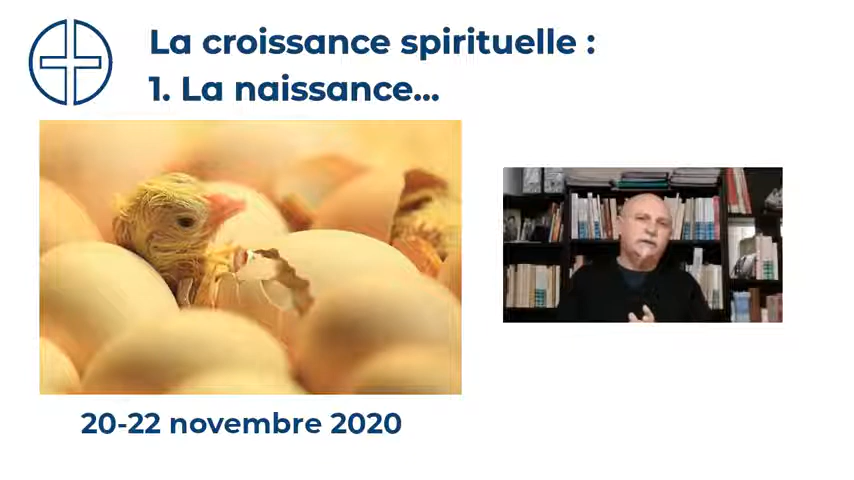 La croissance spirituelle :
1. La naissance...
20-22 novembre 2020